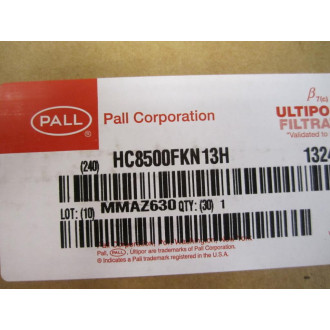 PALL Pall Corporation
β
ULTIPO
FILTRA
"Validated to
(240) HC8500FKN13H 1324
LOT: (10) MMAZ630 QTY: (30) 1
PALL
Pall, Ultipor are trademarks of Pall Corporation.
® indicates a Pall trademark registered in the U.S.A.